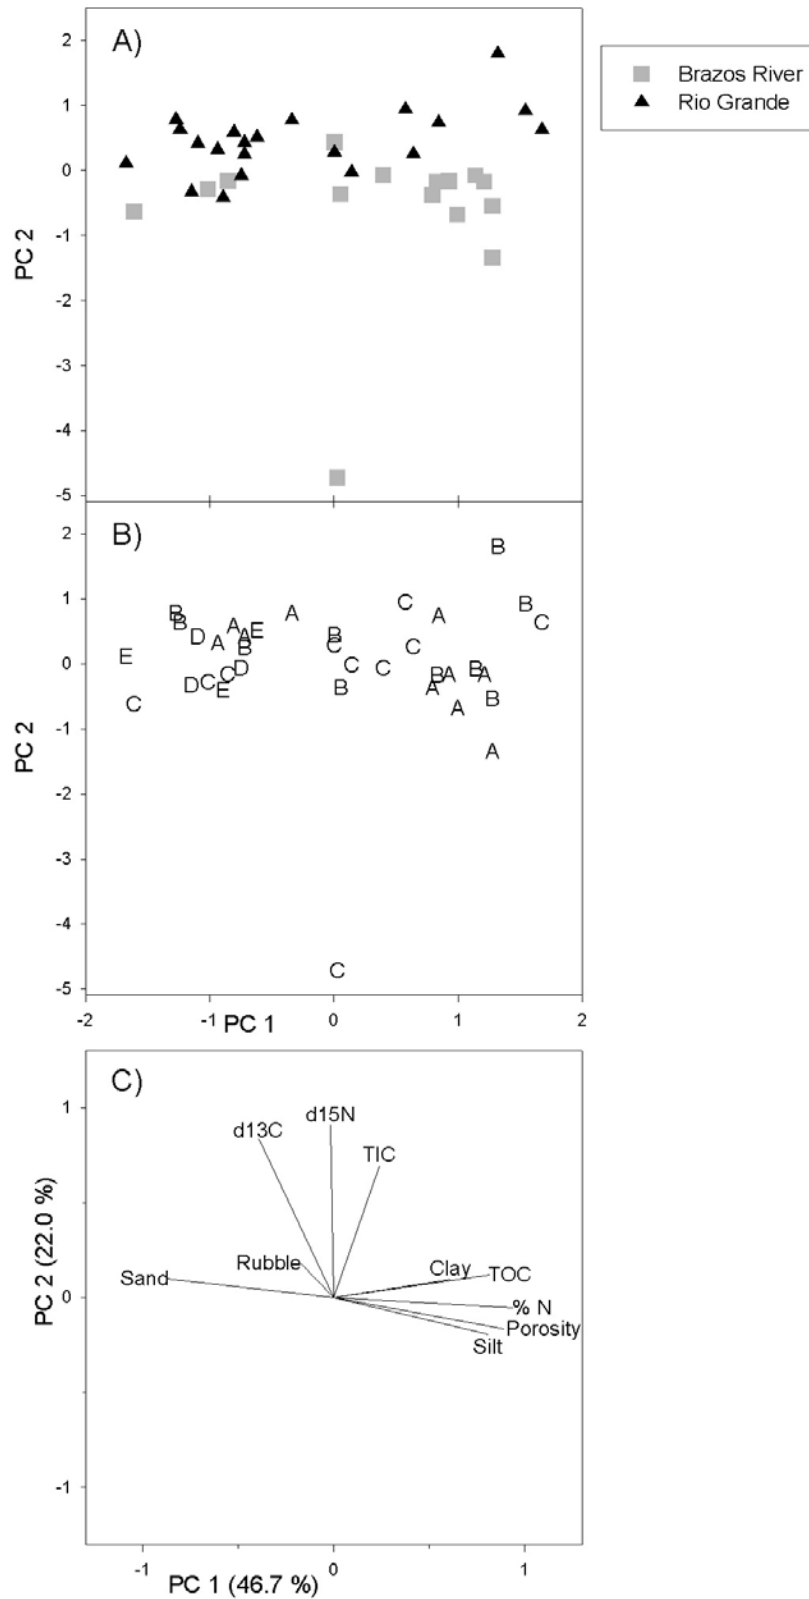 A)
Brazos River
Rio Grande
2
1
0
-1
-2
-3
-4
-5
PC 2
B)
2
1
0
-1
-2
-3
-4
-5
PC 2
B
B
B
C
C
A
A
B
B
D
A
A
A
E
B
B
C
C
E
D
C
C
D
C
E
C
B
C
B
A
A
B
A
B
A
A
C
-2
-1
0
1
2
PC 1
C)
1
0
-1
PC 2 (22.0 %)
d15N
d13C
TIC
Rubble
Sand
Clay
TOC
% N
Porosity
Silt
-1
0
1
PC 1 (46.7 %)